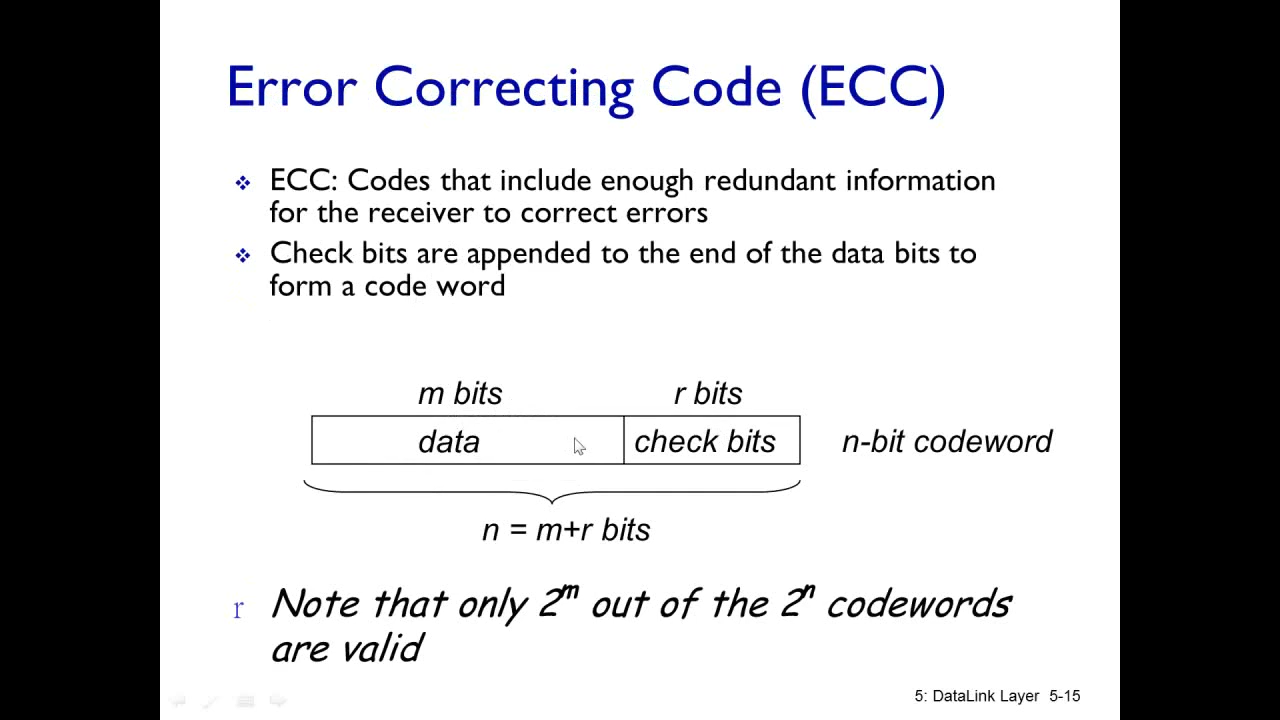 Error Correcting Code (ECC)
❖ ECC: Codes that include enough redundant information
for the receiver to correct errors
❖ Check bits are appended to the end of the data bits to
form a code word
m bits r bits
data check bits n-bit codeword
n = m+r bits
r Note that only 2^m out of the 2^n codewords
are valid
5: DataLink Layer 5-15